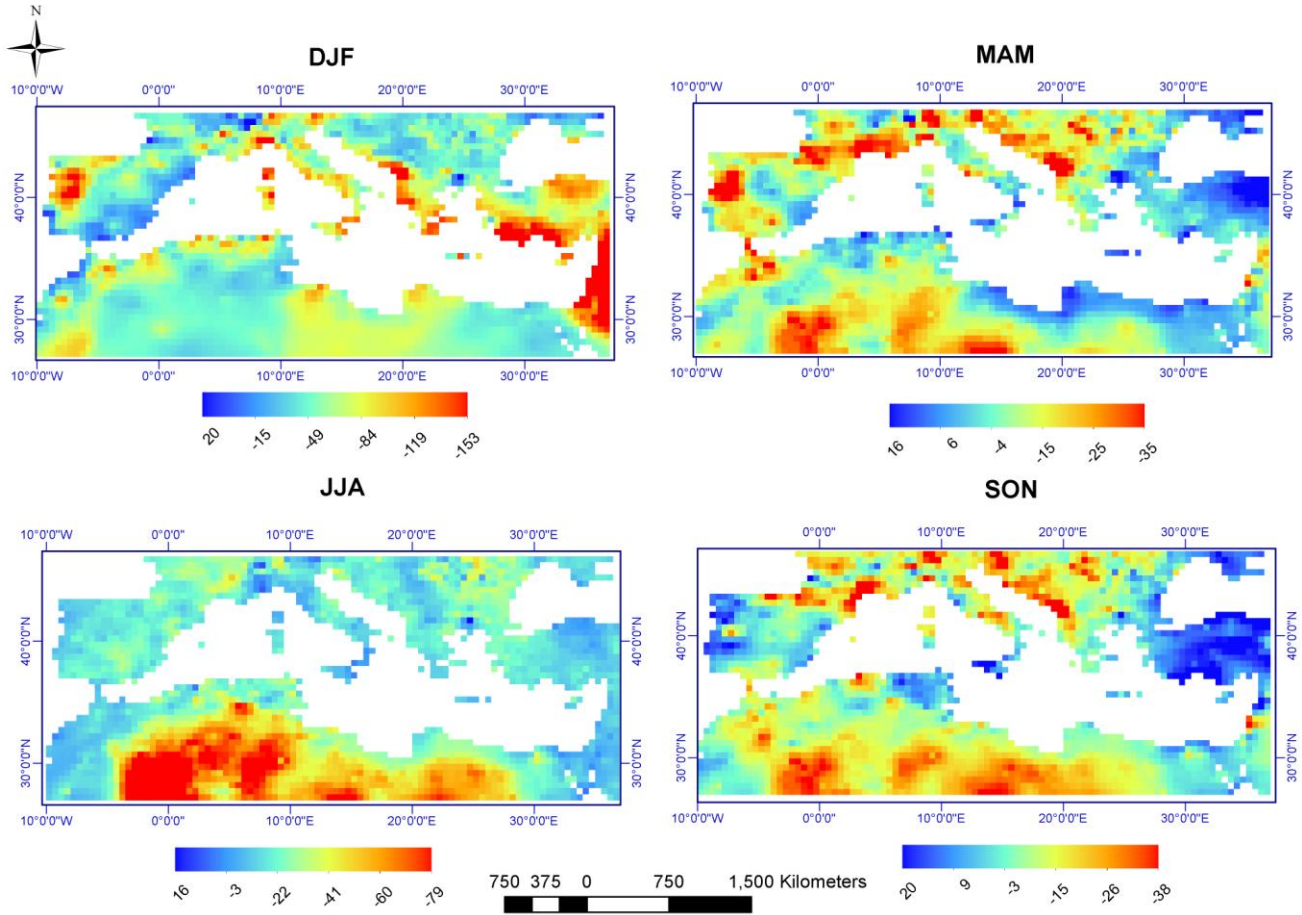 N
DJF
10°0'0"W 0°0'0" 10°0'0"E 20°0'0"E 30°0'0"E
40°0'0"N 40°0'0"N
30°0'0"N 30°0'0"N
10°0'0"W 0°0'0" 10°0'0"E 20°0'0"E 30°0'0"E
20 -15 -49 -84 -119 -153
MAM
10°0'0"W 0°0'0" 10°0'0"E 20°0'0"E 30°0'0"E
40°0'0"N 40°0'0"N
30°0'0"N 30°0'0"N
10°0'0"W 0°0'0" 10°0'0"E 20°0'0"E 30°0'0"E
16 6 -4 -15 -25 -35
JJA
10°0'0"W 0°0'0" 10°0'0"E 20°0'0"E 30°0'0"E
40°0'0"N 40°0'0"N
30°0'0"N 30°0'0"N
10°0'0"W 0°0'0" 10°0'0"E 20°0'0"E 30°0'0"E
16 -3 -22 -41 -60 -79
SON
0°0'0" 10°0'0"E 20°0'0"E 30°0'0"E
40°0'0"N 40°0'0"N
30°0'0"N 30°0'0"N
10°0'0"W 0°0'0" 10°0'0"E 20°0'0"E 30°0'0"E
20 9 -3 -15 -26 -38
750 375 0 750 1,500 Kilometers